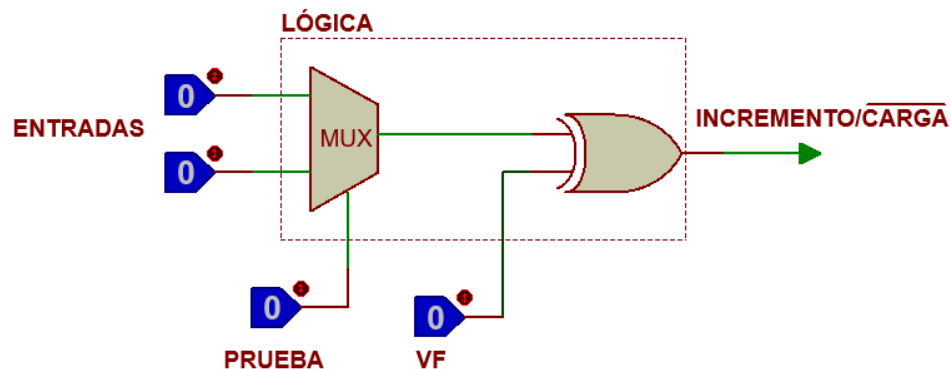 LÓGICA
0
ENTRADAS
MUX
INCREMENTO/CARGA
0
0
0
PRUEBA
VF